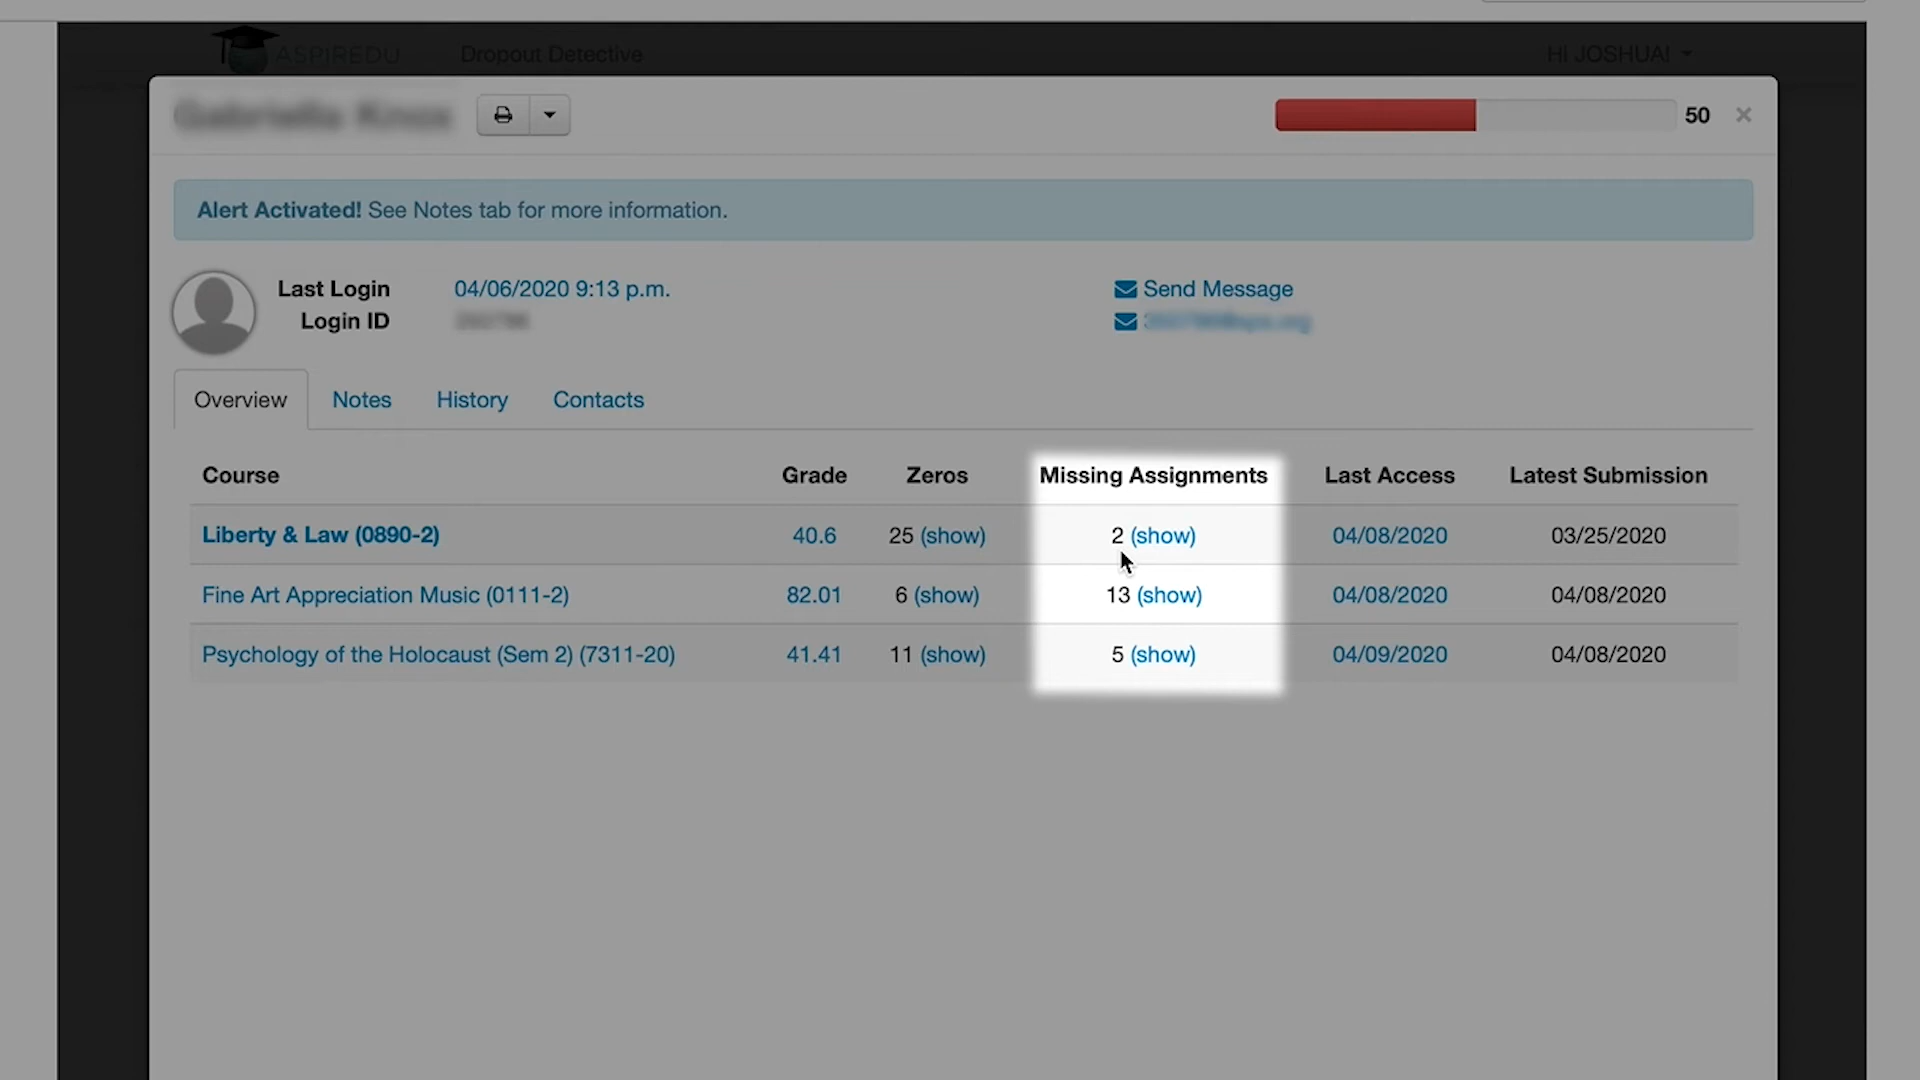 ASPIREDU Dropout Detective HI JOSHUA!
50 ×
Alert Activated! See Notes tab for more information.
Last Login 04/06/2020 9:13 p.m. Send Message
Login ID
Overview Notes History Contacts
Course Grade Zeros Missing Assignments Last Access Latest Submission
Liberty & Law (0890-2) 40.6 25 (show) 2 (show) 04/08/2020 03/25/2020
Fine Art Appreciation Music (0111-2) 82.01 6 (show) 13 (show) 04/08/2020 04/08/2020
Psychology of the Holocaust (Sem 2) (7311-20) 41.41 11 (show) 5 (show) 04/09/2020 04/08/2020